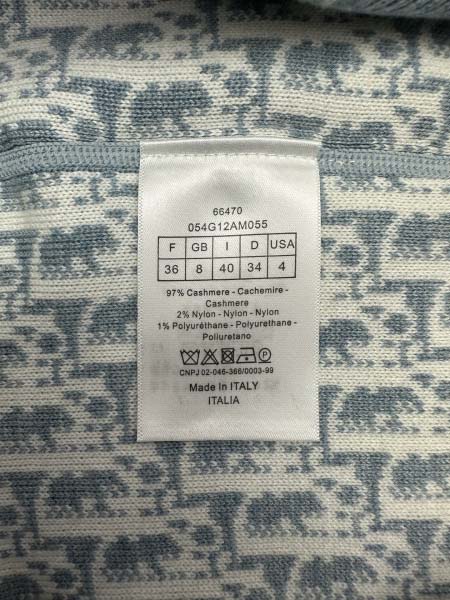 66470
054G12AM055
F GB I D USA
36 8 40 34 4
97% Cashmere - Cachemire -
Cashmere
2% Nylon - Nylon - Nylon
1% Polyuréthane - Polyurethane -
Poliuretano
CNPJ 02-046-366/0003-99
Made In ITALY
ITALIA